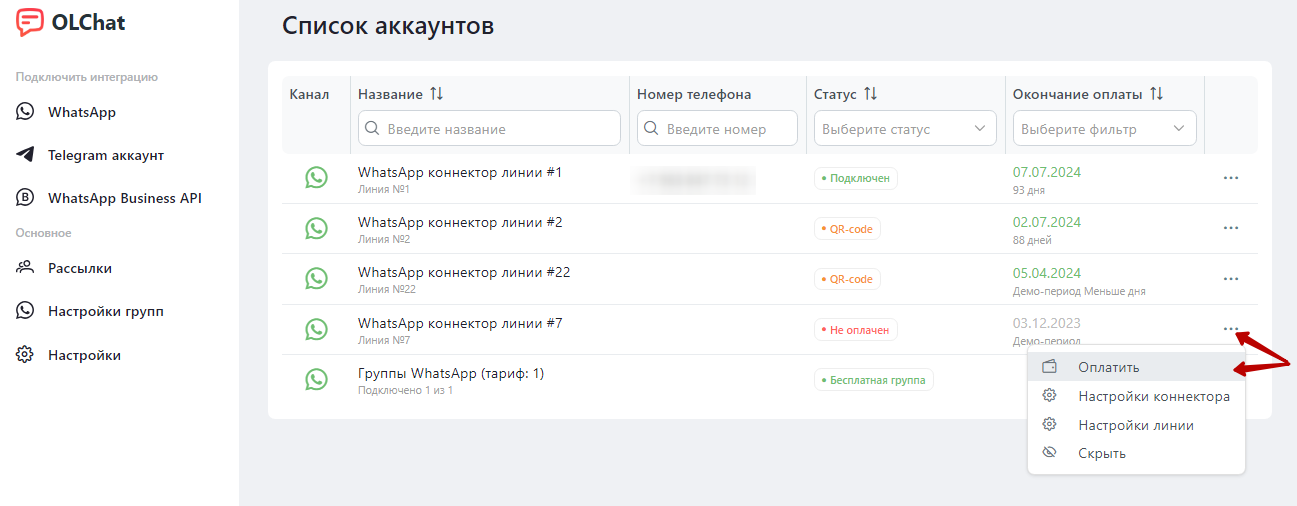 OLChat
Подключить интеграцию
WhatsApp
Telegram аккаунт
WhatsApp Business API
Основное
Рассылки
Настройки групп
Настройки
Список аккаунтов
Канал Название Номер телефона Статус Окончание оплаты
Введите название Введите номер Выберите статус Выберите фильтр
WhatsApp коннектор линии #1 Подключен 07.07.2024
Линия №1 93 дня
WhatsApp коннектор линии #2 QR-code 02.07.2024
Линия №2 88 дней
WhatsApp коннектор линии #22 QR-code 05.04.2024
Линия №22 Демо-период Меньше дня
WhatsApp коннектор линии #7 Не оплачен 03.12.2023
Линия №7 Демо-период
Группы WhatsApp (тариф: 1) Бесплатная группа
Подключено 1 из 1
Оплатить
Настройки коннектора
Настройки линии
Скрыть